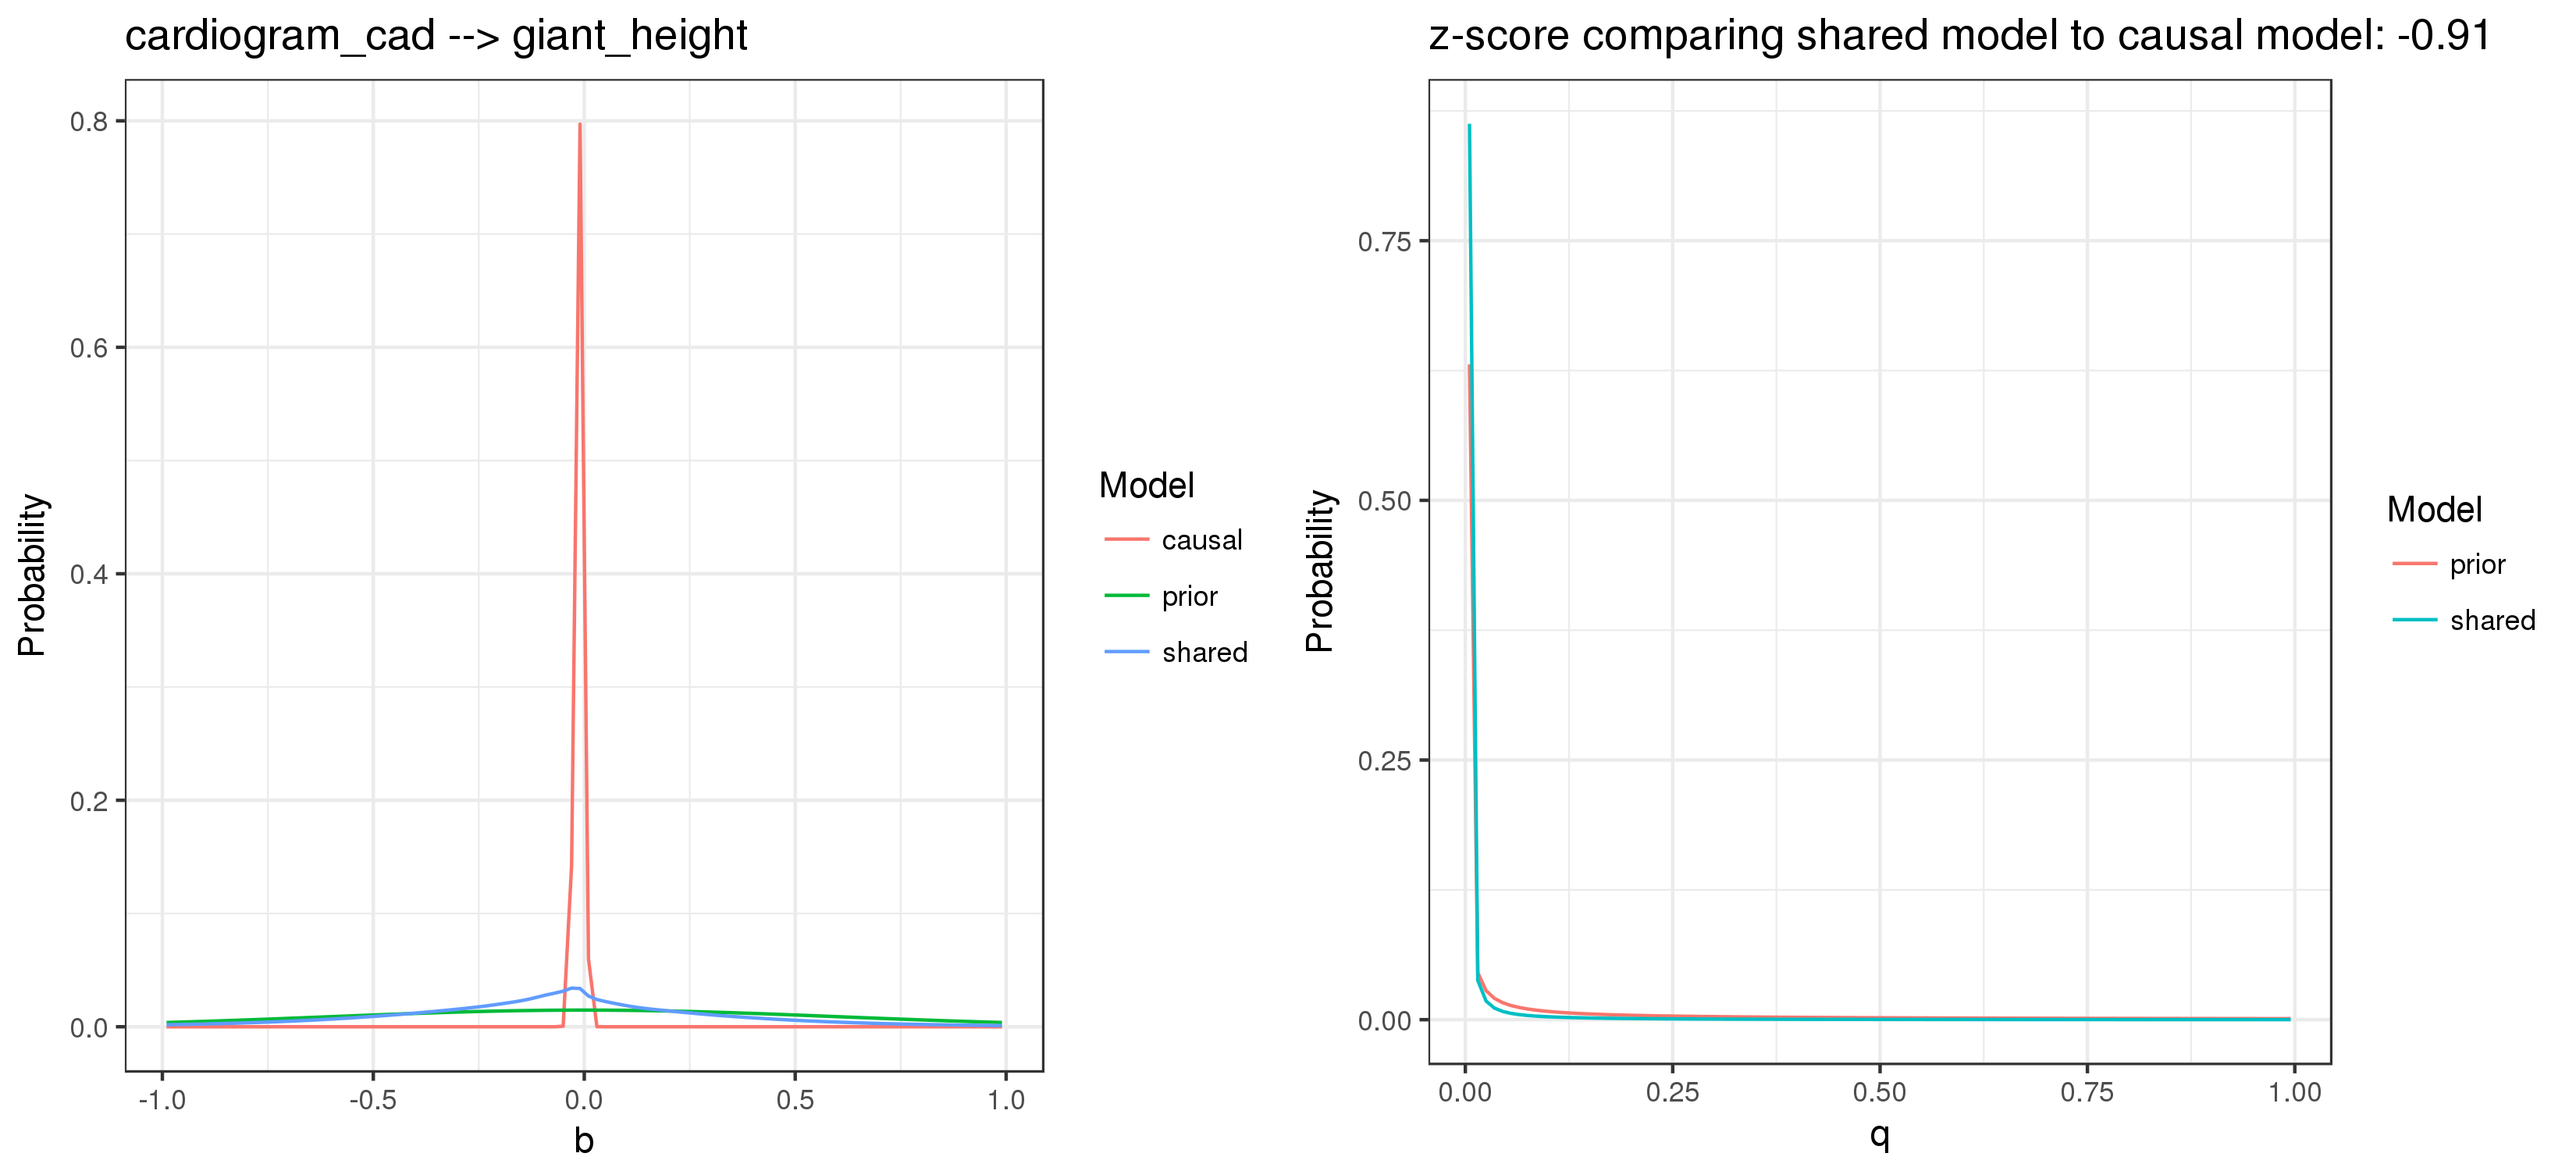 cardiogram_cad --> giant_height
Probability
0.8
0.6
0.4
0.2
0.0
-1.0
-0.5
0.0
0.5
1.0
b
Model
causal
prior
shared
z-score comparing shared model to causal model: -0.91
Probability
0.75
0.50
0.25
0.00
0.00
0.25
0.50
0.75
1.00
q
Model
prior
shared